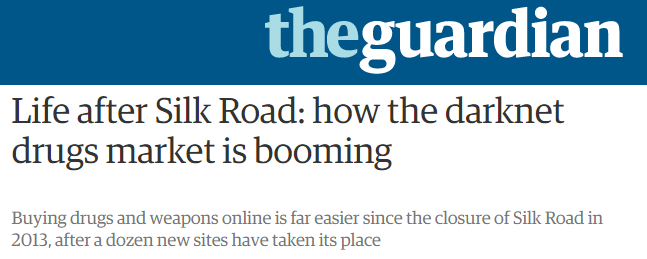 theguardian
Life after Silk Road: how the darknet
drugs market is booming
Buying drugs and weapons online is far easier since the closure of Silk Road in
2013, after a dozen new sites have taken its place